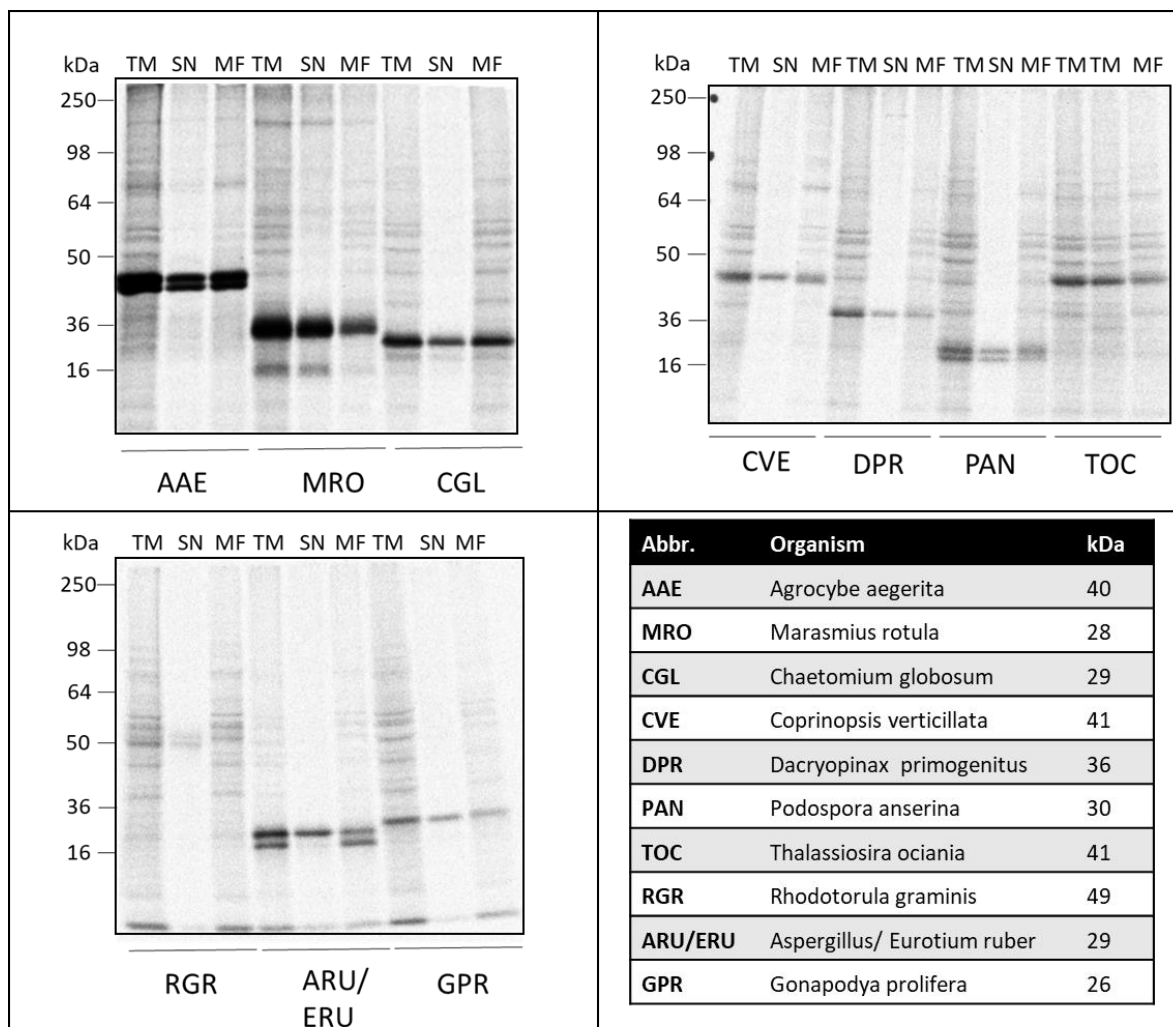 kDa TM SN MF TM SN MF TM SN MF
250
98
64
50
36
16
AAE MRO CGL
kDa TM SN MF TM SN MF TM SN MF TM TM MF
250
98
64
50
36
16
CVE DPR PAN TOC
kDa TM SN MF TM SN MF TM SN MF
250
98
64
50
36
16
RGR ARU/ GPR
ERU
Abbr. Organism kDa
AAE Agrocybe aegerita 40
MRO Marasmius rotula 28
CGL Chaetomium globosum 29
CVE Coprinopsis verticillata 41
DPR Dacryopinax primogenitus 36
PAN Podospora anserina 30
TOC Thalassiosira ociania 41
RGR Rhodotorula graminis 49
ARU/ERU Aspergillus/ Eurotium ruber 29
GPR Gonapodya prolifera 26